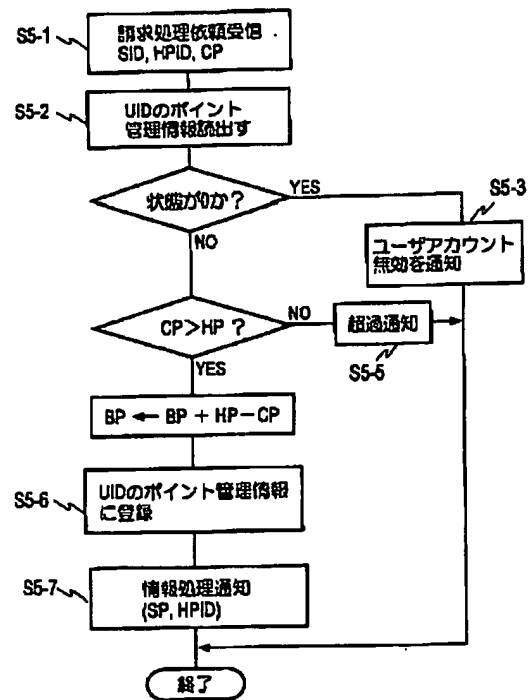 S5-1
請求処理依頼受信
SID, HPID, CP
S5-2
UIDのポイント
管理情報読出す
状態が0か？
YES
NO
S5-3
ユーザアカウント
無効を通知
CP>HP ?
NO
超過通知
S5-5
YES
BP ← BP + HP−CP
S5-6
UIDのポイント管理情報
に登録
S5-7
情報処理通知
(SP, HPID)
終了